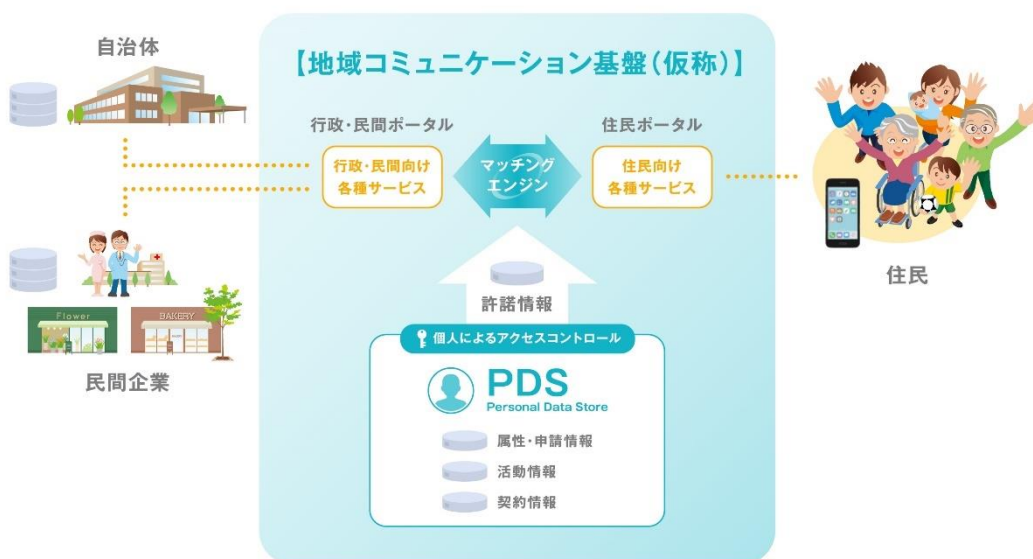 自治体
【地域コミュニケーション基盤(仮称)】
行政・民間ポータル
住民ポータル
行政・民間向け
各種サービス
マッチング
エンジン
住民向け
各種サービス
住民
許諾情報
Flower
BAKERY
民間企業
個人によるアクセスコントロール
PDS
Personal Data Store
属性・申請情報
活動情報
契約情報